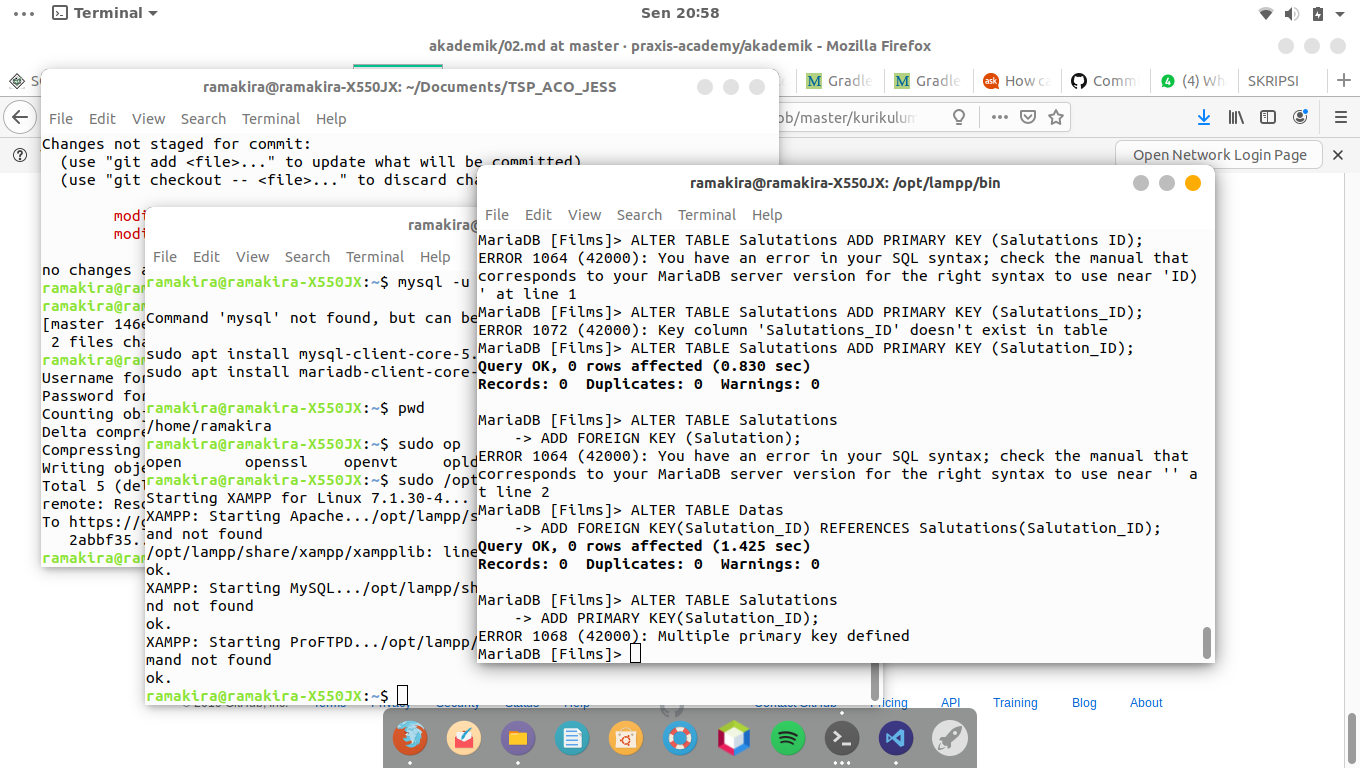 Terminal
Sen 20:58
akademik/02.md at master · praxis-academy/akademik - Mozilla Firefox
Gradle
Gradle
How ca
Comm
(4) Wh
SKRIPSI
ob/master/kurikulum
Open Network Login Page
ramakira@ramakira-X550JX: ~/Documents/TSP_ACO_JESS
File Edit View Search Terminal Help
Changes not staged for commit:
(use "git add <file>..." to update what will be committed)
(use "git checkout -- <file>..." to discard cha
modi
modi
no changes a
ramakira@ram
ramakira@ram
[master 146e
2 files cha
ramakira@ram
Username for
Password for
Counting obj
Delta compre
Compressing
Writing obje
Total 5 (del
remote: Reso
To https://g
2abbf35..
ramakira@ram
ramakira@
File Edit View Search Terminal Help
ramakira@ramakira-X550JX:~$ mysql -u
Command 'mysql' not found, but can be
sudo apt install mysql-client-core-5.
sudo apt install mariadb-client-core-
ramakira@ramakira-X550JX:~$ pwd
/home/ramakira
ramakira@ramakira-X550JX:~$ sudo op
open openssl openvt opld
ramakira@ramakira-X550JX:~$ sudo /opt
Starting XAMPP for Linux 7.1.30-4...
XAMPP: Starting Apache.../opt/lampp/s
and not found
/opt/lampp/share/xampp/xampplib: line
ok.
XAMPP: Starting MySQL.../opt/lampp/sh
nd not found
ok.
XAMPP: Starting ProFTPD.../opt/lampp/
mand not found
ok.
ramakira@ramakira-X550JX:~$
ramakira@ramakira-X550JX: /opt/lampp/bin
File Edit View Search Terminal Help
MariaDB [Films]> ALTER TABLE Salutations ADD PRIMARY KEY (Salutations ID);
ERROR 1064 (42000): You have an error in your SQL syntax; check the manual that
corresponds to your MariaDB server version for the right syntax to use near 'ID)
' at line 1
MariaDB [Films]> ALTER TABLE Salutations ADD PRIMARY KEY (Salutations_ID);
ERROR 1072 (42000): Key column 'Salutations_ID' doesn't exist in table
MariaDB [Films]> ALTER TABLE Salutations ADD PRIMARY KEY (Salutation_ID);
Query OK, 0 rows affected (0.830 sec)
Records: 0 Duplicates: 0 Warnings: 0
MariaDB [Films]> ALTER TABLE Salutations
-> ADD FOREIGN KEY (Salutation);
ERROR 1064 (42000): You have an error in your SQL syntax; check the manual that
corresponds to your MariaDB server version for the right syntax to use near '' a
t line 2
MariaDB [Films]> ALTER TABLE Datas
-> ADD FOREIGN KEY(Salutation_ID) REFERENCES Salutations(Salutation_ID);
Query OK, 0 rows affected (1.425 sec)
Records: 0 Duplicates: 0 Warnings: 0
MariaDB [Films]> ALTER TABLE Salutations
-> ADD PRIMARY KEY(Salutation_ID);
ERROR 1068 (42000): Multiple primary key defined
MariaDB [Films]>
Pricing API Training Blog About